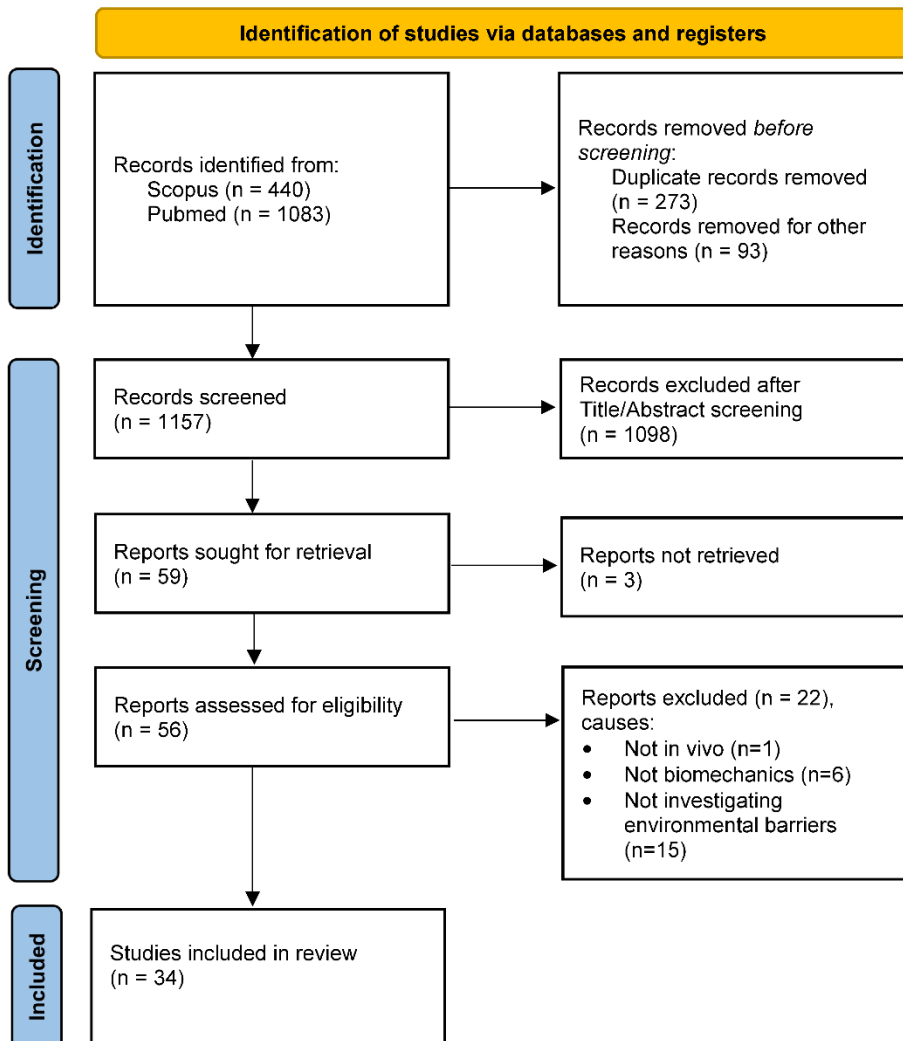 Identification of studies via databases and registers
Identification
Records identified from:
Scopus (n = 440)
Pubmed (n = 1083)
Records removed before
screening:
Duplicate records removed
(n = 273)
Records removed for other
reasons (n = 93)
Screening
Records screened
(n = 1157)
Records excluded after
Title/Abstract screening
(n = 1098)
Reports sought for retrieval
(n = 59)
Reports not retrieved
(n = 3)
Reports assessed for eligibility
(n = 56)
Reports excluded (n = 22),
causes:
• Not in vivo (n=1)
• Not biomechanics (n=6)
• Not investigating
environmental barriers
(n=15)
Included
Studies included in review
(n = 34)